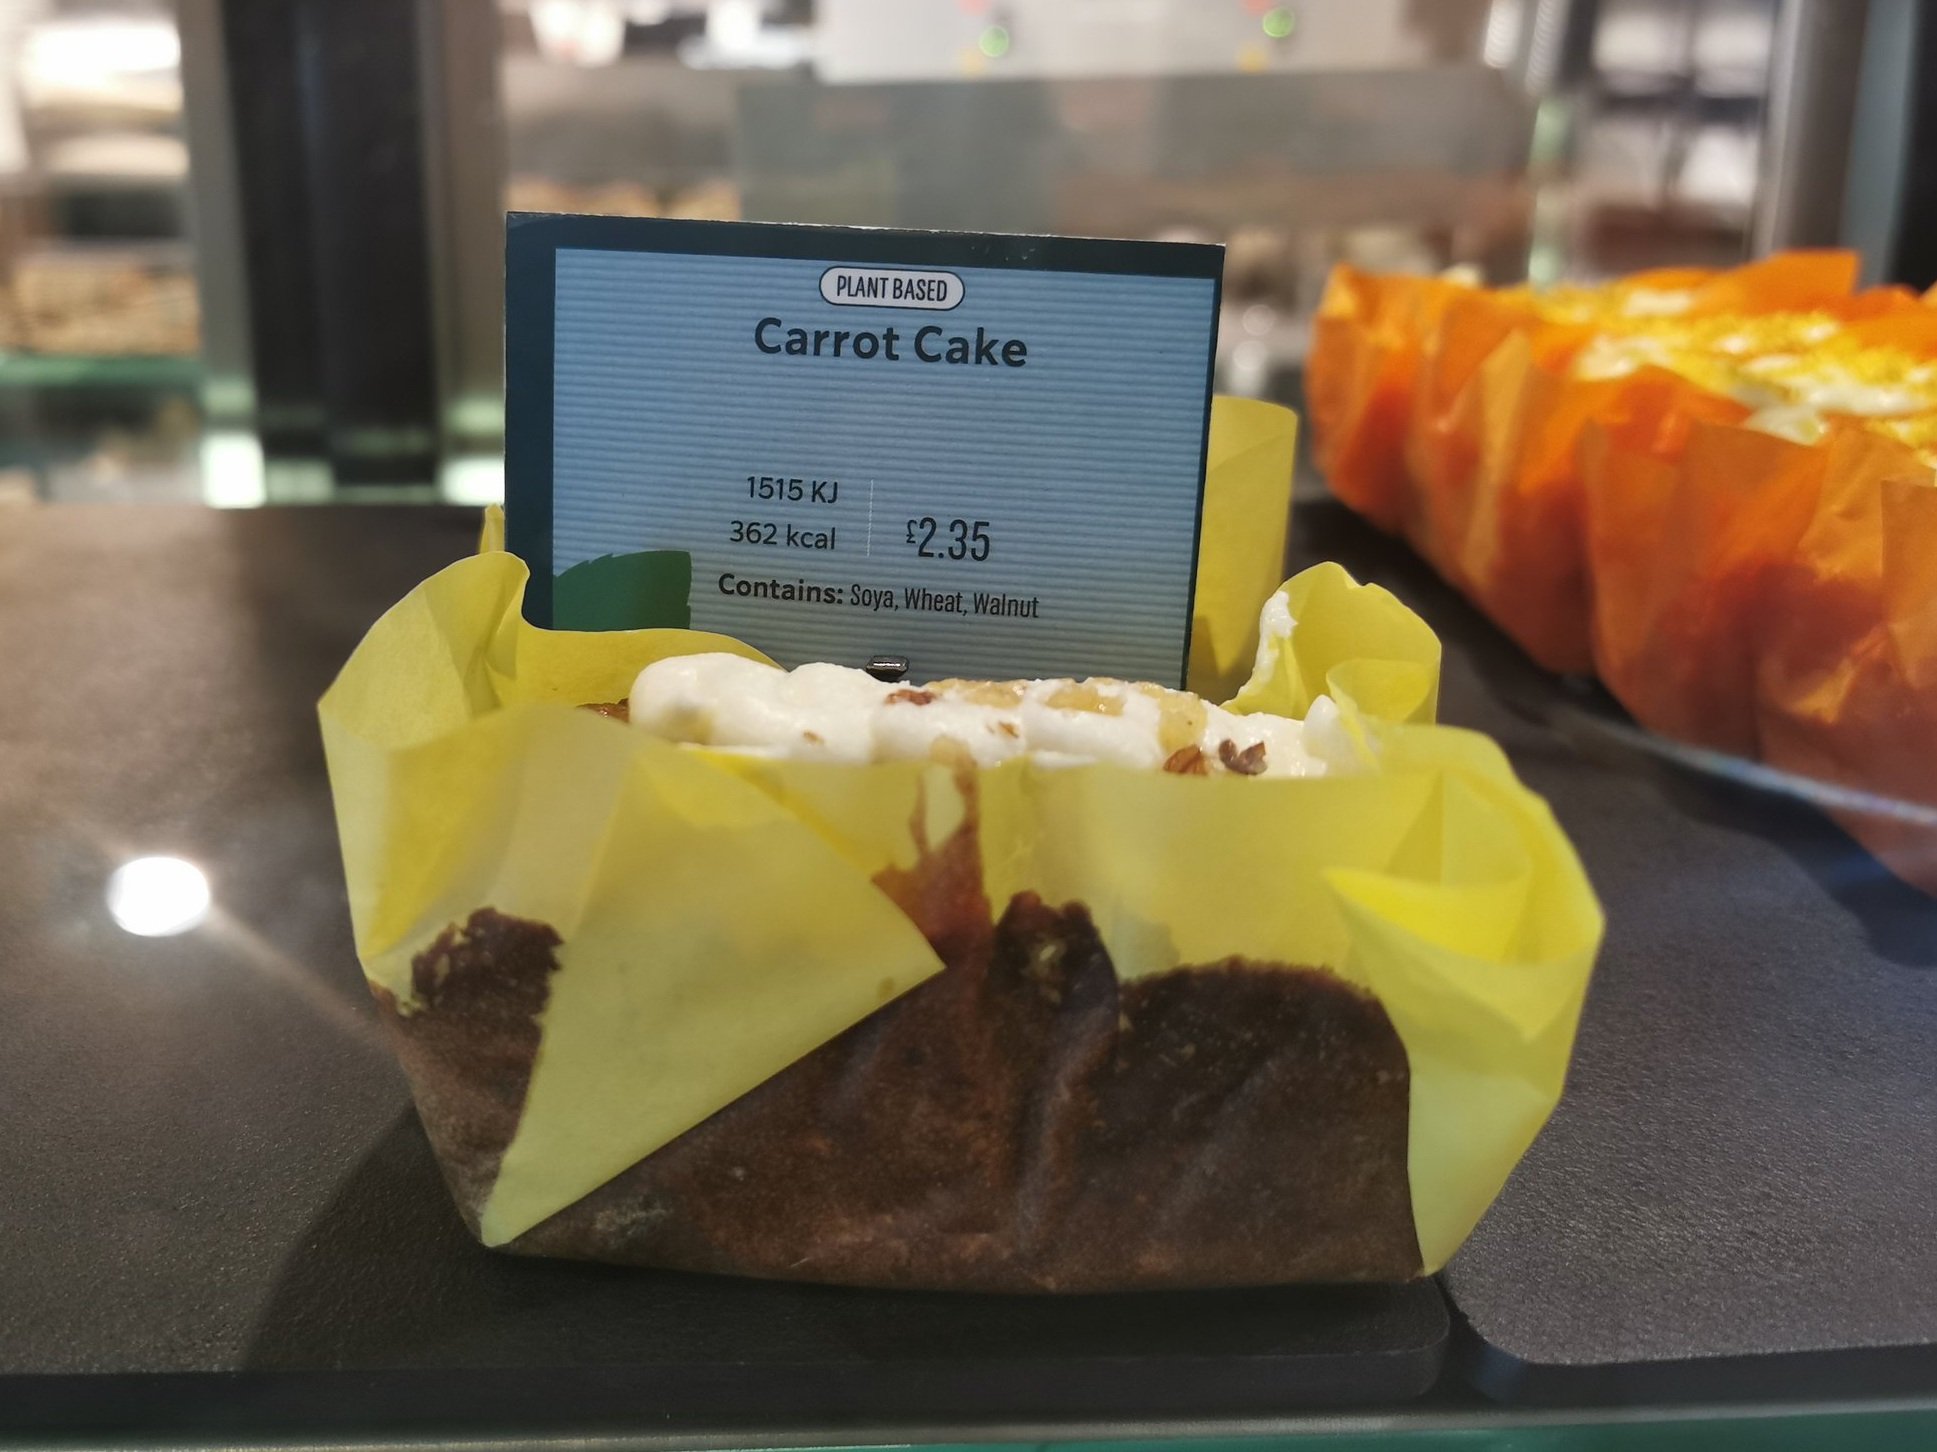 PLANT BASED
Carrot Cake
1515 KJ
362 kcal
£2.35
Contains: Soya, Wheat, Walnut